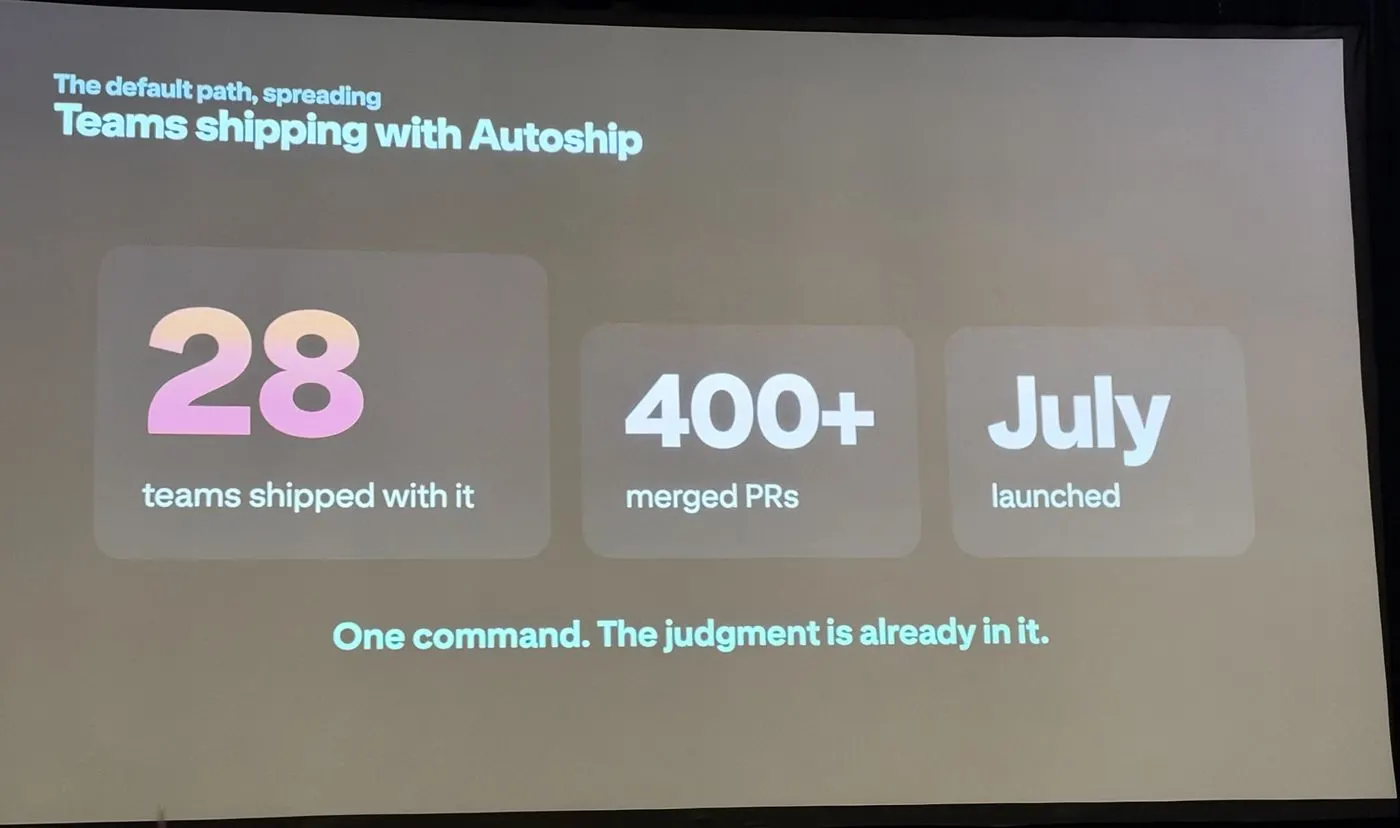 The default path, spreading
Teams shipping with Autoship
28
teams shipped with it
400+
merged PRs
July
launched
One command. The judgment is already in it.